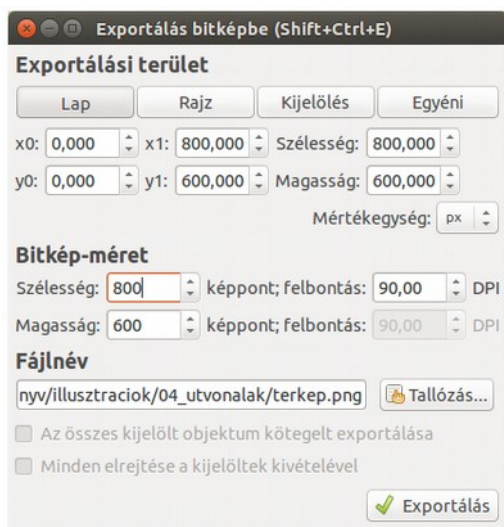 Exportálás bitképbe (Shift+Ctrl+E)
Exportálási terület
Lap Rajz Kijelölés Egyéni
x0: 0,000 x1: 800,000 Szélesség: 800,000
y0: 0,000 y1: 600,000 Magasság: 600,000
Mértékegység: px
Bitkép-méret
Szélesség: 800 képpont; felbontás: 90,00 DPI
Magasság: 600 képpont; felbontás: 90,00 DPI
Fájlnév
nyv/illusztraciok/04_utvonalak/terkep.png Tallózás...
Az összes kijelölt objektum kötegelt exportálása
Minden elrejtése a kijelöltek kivételével
Exportálás